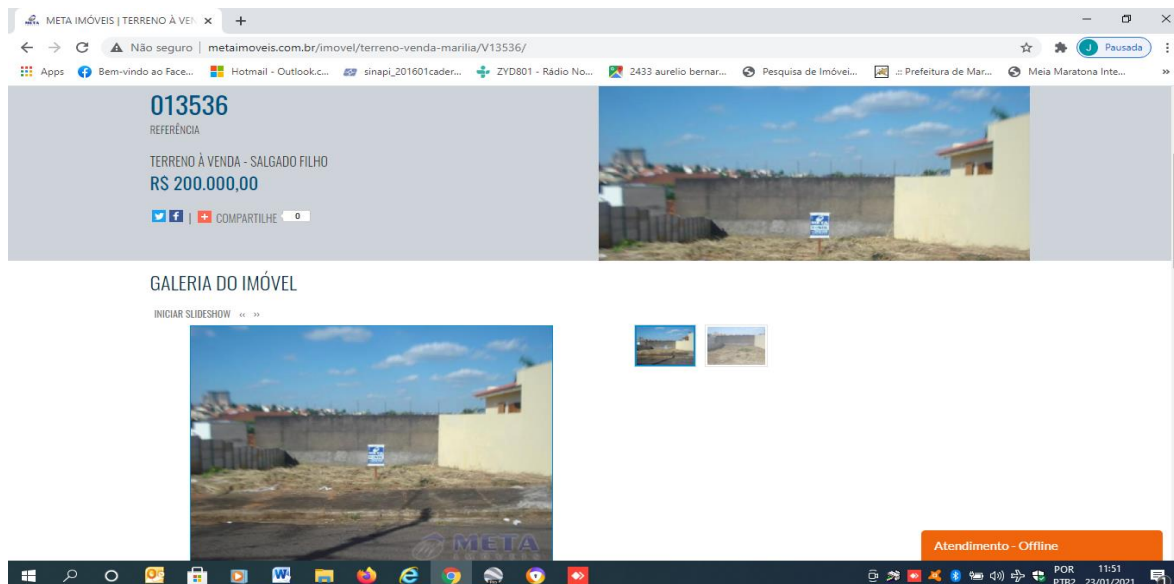 META IMÓVEIS | TERRENO À VEN
Não seguro | metaimoveis.com.br/imovel/terreno-venda-marilia/V13536/
Pausada
Apps
Bem-vindo ao Face...
Hotmail - Outlook.c...
sinapi_201601cader...
ZYD801 - Rádio No...
2433 aurelio bernar...
Pesquisa de Imóvei...
.:: Prefeitura de Mar...
Meia Maratona Inte...
013536
REFERÊNCIA
TERRENO À VENDA - SALGADO FILHO
R$ 200.000,00
| COMPARTILHE 0
GALERIA DO IMÓVEL
INICIAR SLIDESHOW ‹‹ ››
META
Atendimento - Offline
POR 11:51
PTB2 23/01/2021